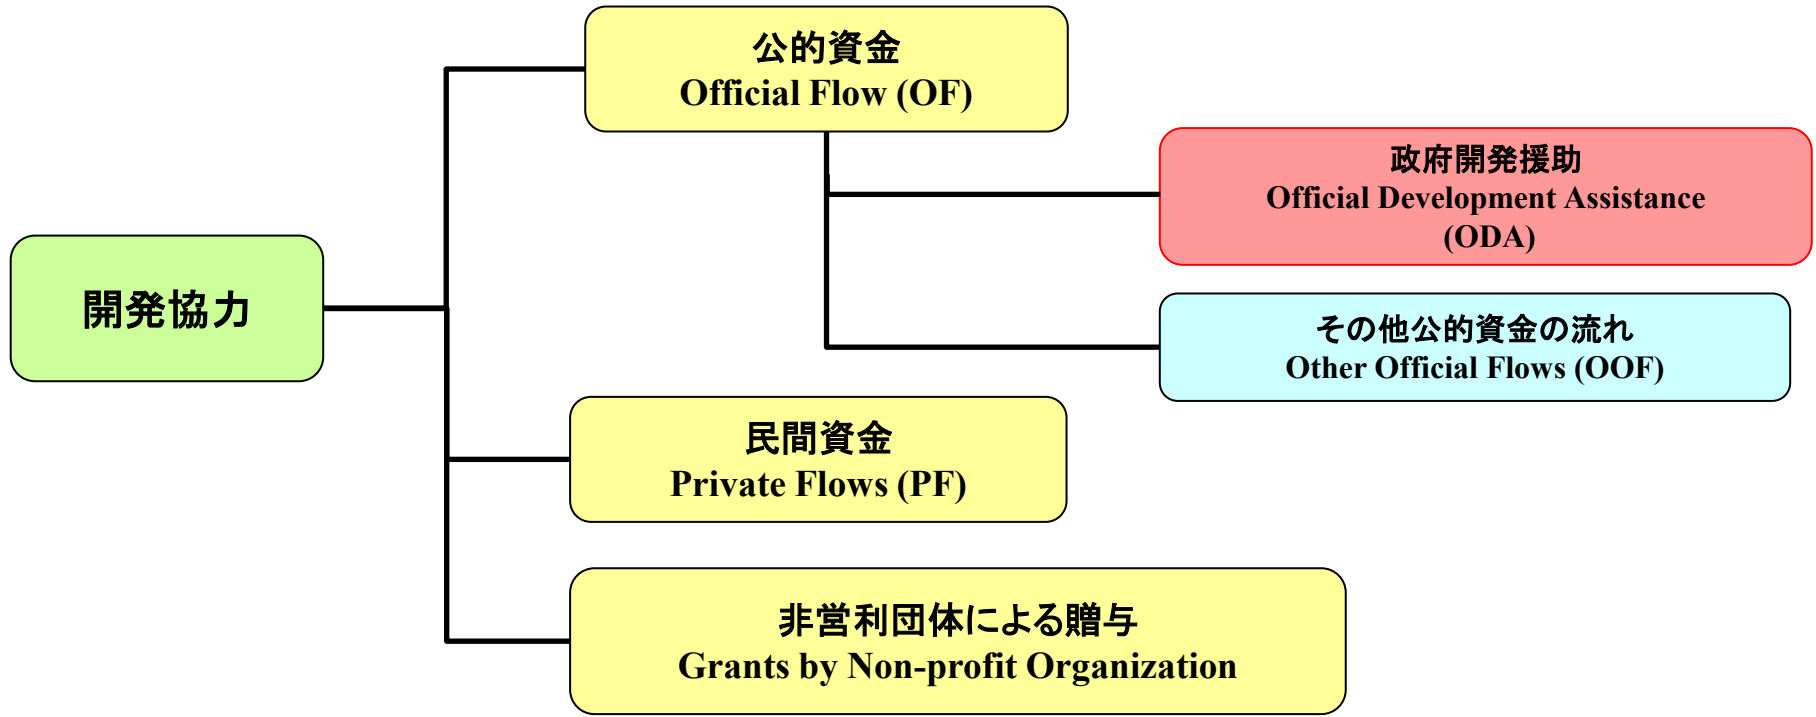 公的資金
Official Flow (OF)
政府開発援助
Official Development Assistance
(ODA)
開発協力
その他公的資金の流れ
Other Official Flows (OOF)
民間資金
Private Flows (PF)
非営利団体による贈与
Grants by Non-profit Organization